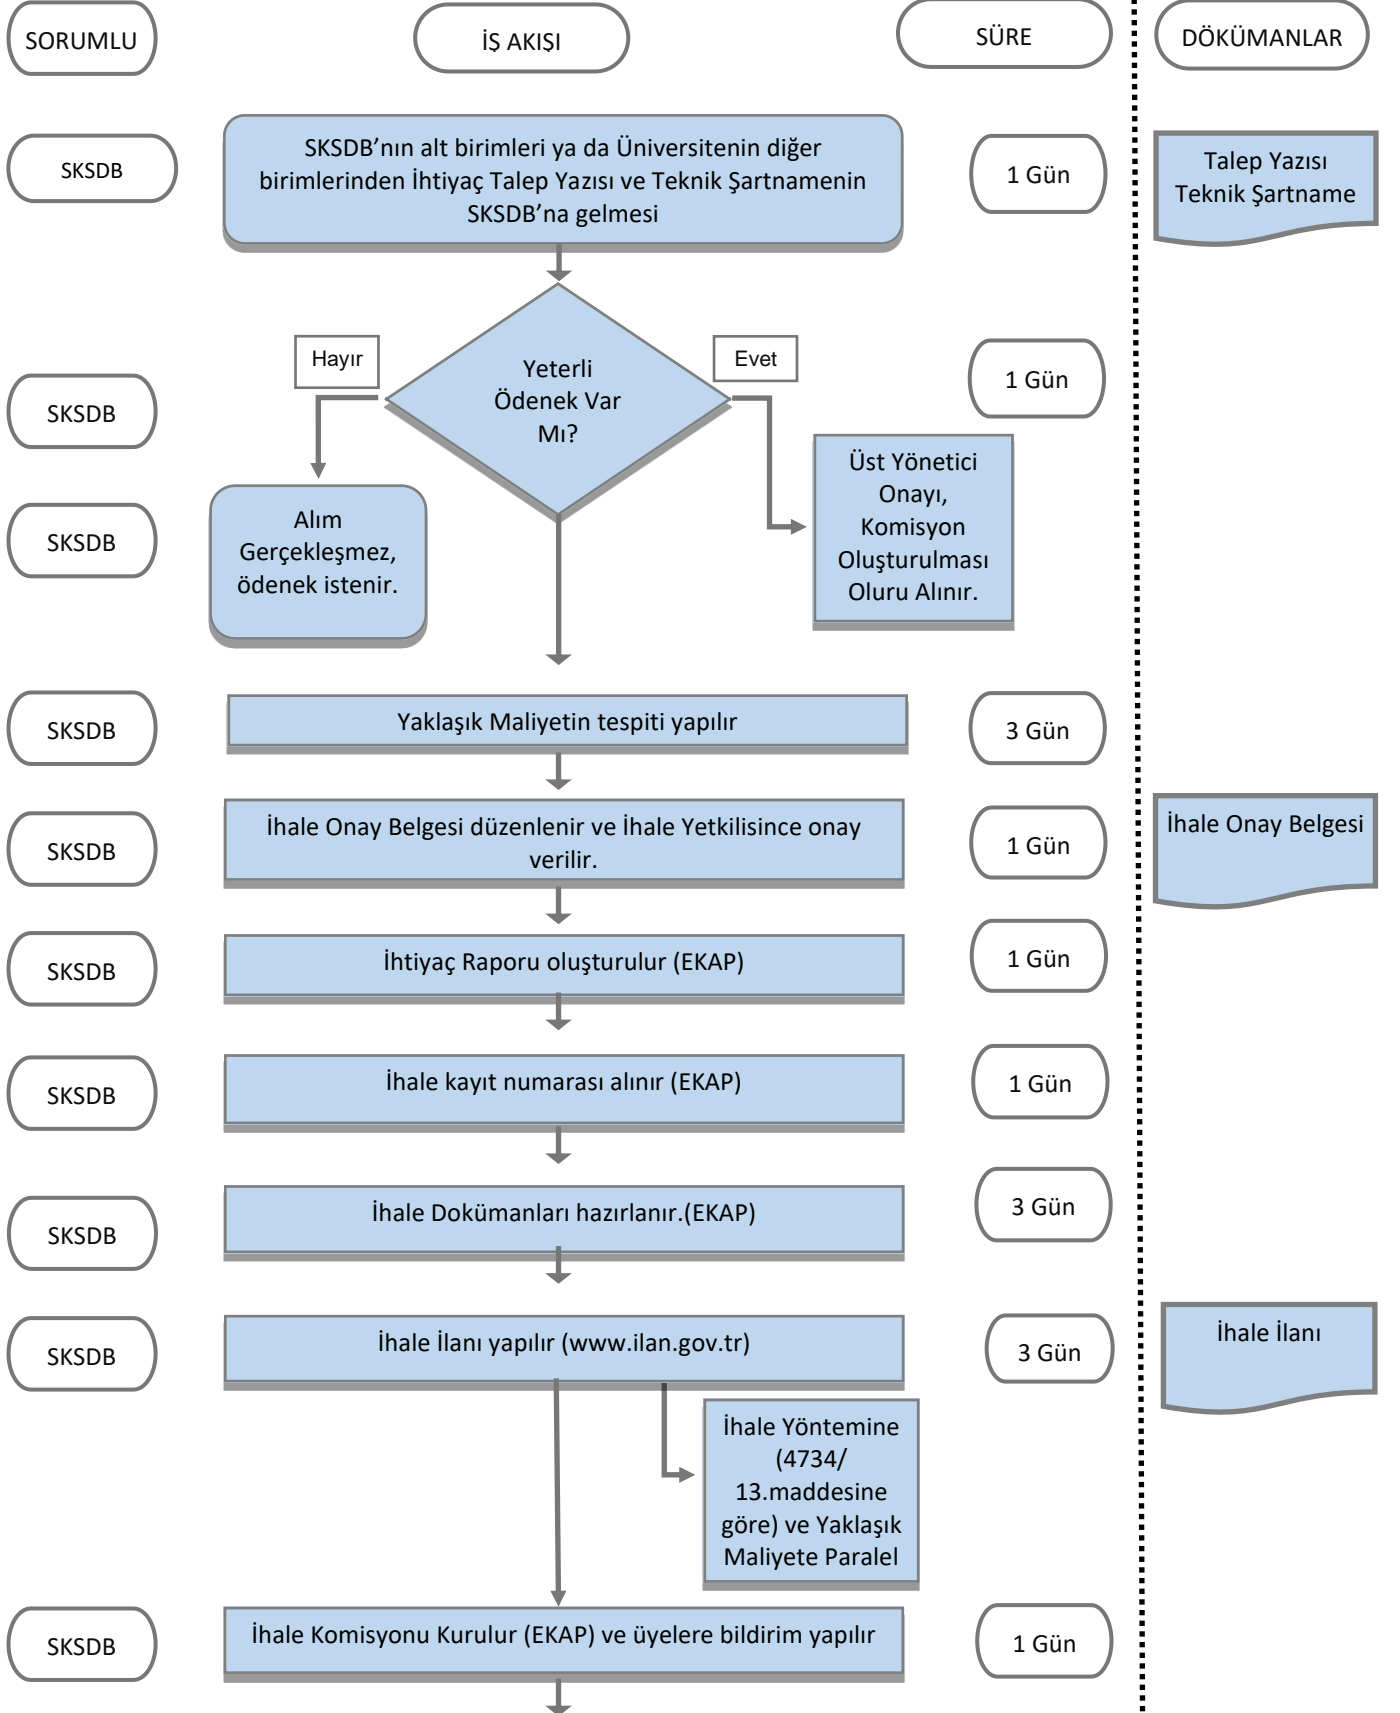 SORUMLU
İŞ AKIŞI
SÜRE
DÖKÜMANLAR
SKSDB
SKSDB’nın alt birimleri ya da Üniversitenin diğer
birimlerinden İhtiyaç Talep Yazısı ve Teknik Şartnamenin
SKSDB’na gelmesi
1 Gün
Talep Yazısı
Teknik Şartname
Hayır
Evet
Yeterli
Ödenek Var
Mı?
1 Gün
SKSDB
SKSDB
Alım
Gerçekleşmez,
ödenek istenir.
Üst Yönetici
Onayı,
Komisyon
Oluşturulması
Oluru Alınır.
SKSDB
Yaklaşık Maliyetin tespiti yapılır
3 Gün
SKSDB
İhale Onay Belgesi düzenlenir ve İhale Yetkilisince onay
verilir.
1 Gün
İhale Onay Belgesi
SKSDB
İhtiyaç Raporu oluşturulur (EKAP)
1 Gün
SKSDB
İhale kayıt numarası alınır (EKAP)
1 Gün
SKSDB
İhale Dokümanları hazırlanır.(EKAP)
3 Gün
SKSDB
İhale İlanı yapılır (www.ilan.gov.tr)
3 Gün
İhale İlanı
İhale Yöntemine
(4734/
13.maddesine
göre) ve Yaklaşık
Maliyete Paralel
SKSDB
İhale Komisyonu Kurulur (EKAP) ve üyelere bildirim yapılır
1 Gün